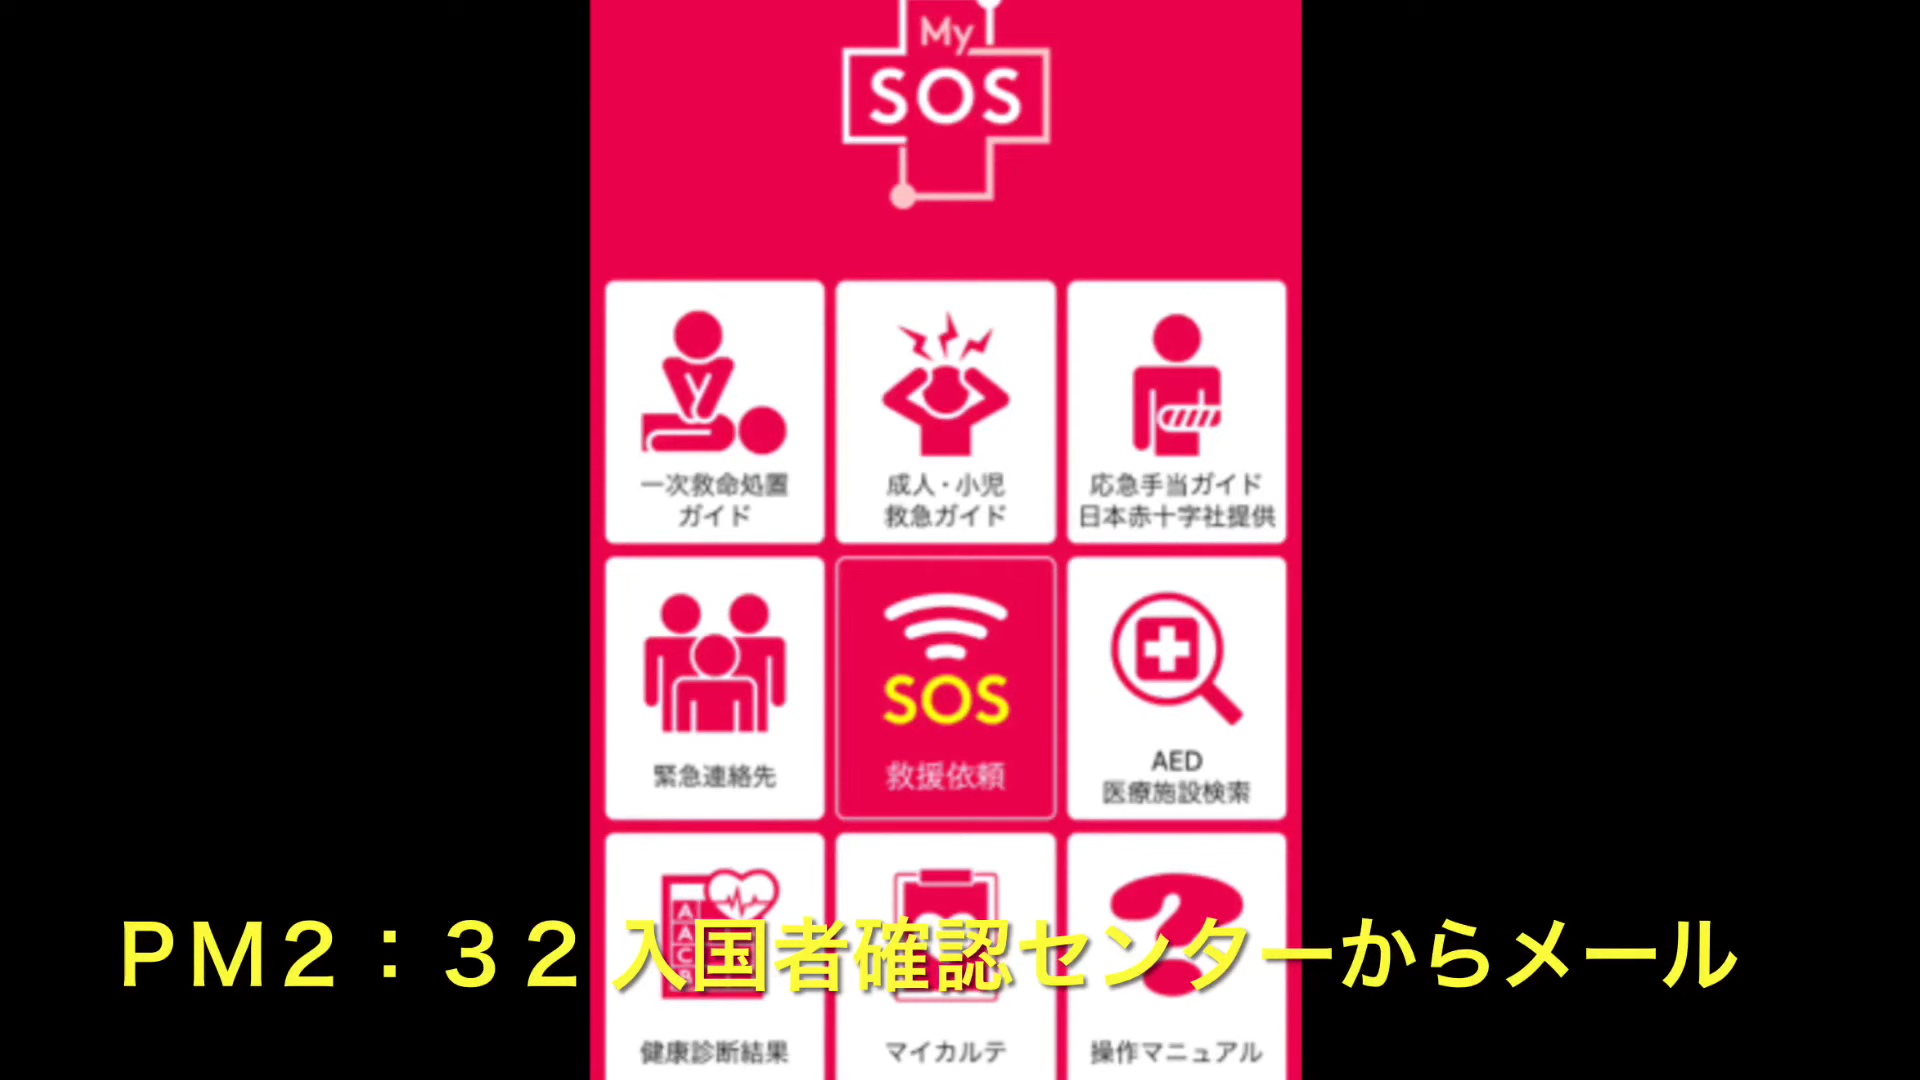 My
SOS
一次救命処置
ガイド
成人・小児
救急ガイド
応急手当ガイド
日本赤十字社提供
緊急連絡先
SOS
救援依頼
AED
医療施設検索
A
A
C
B
PM2：32 入国者確認センターからメール
健康診断結果
マイカルテ
操作マニュアル